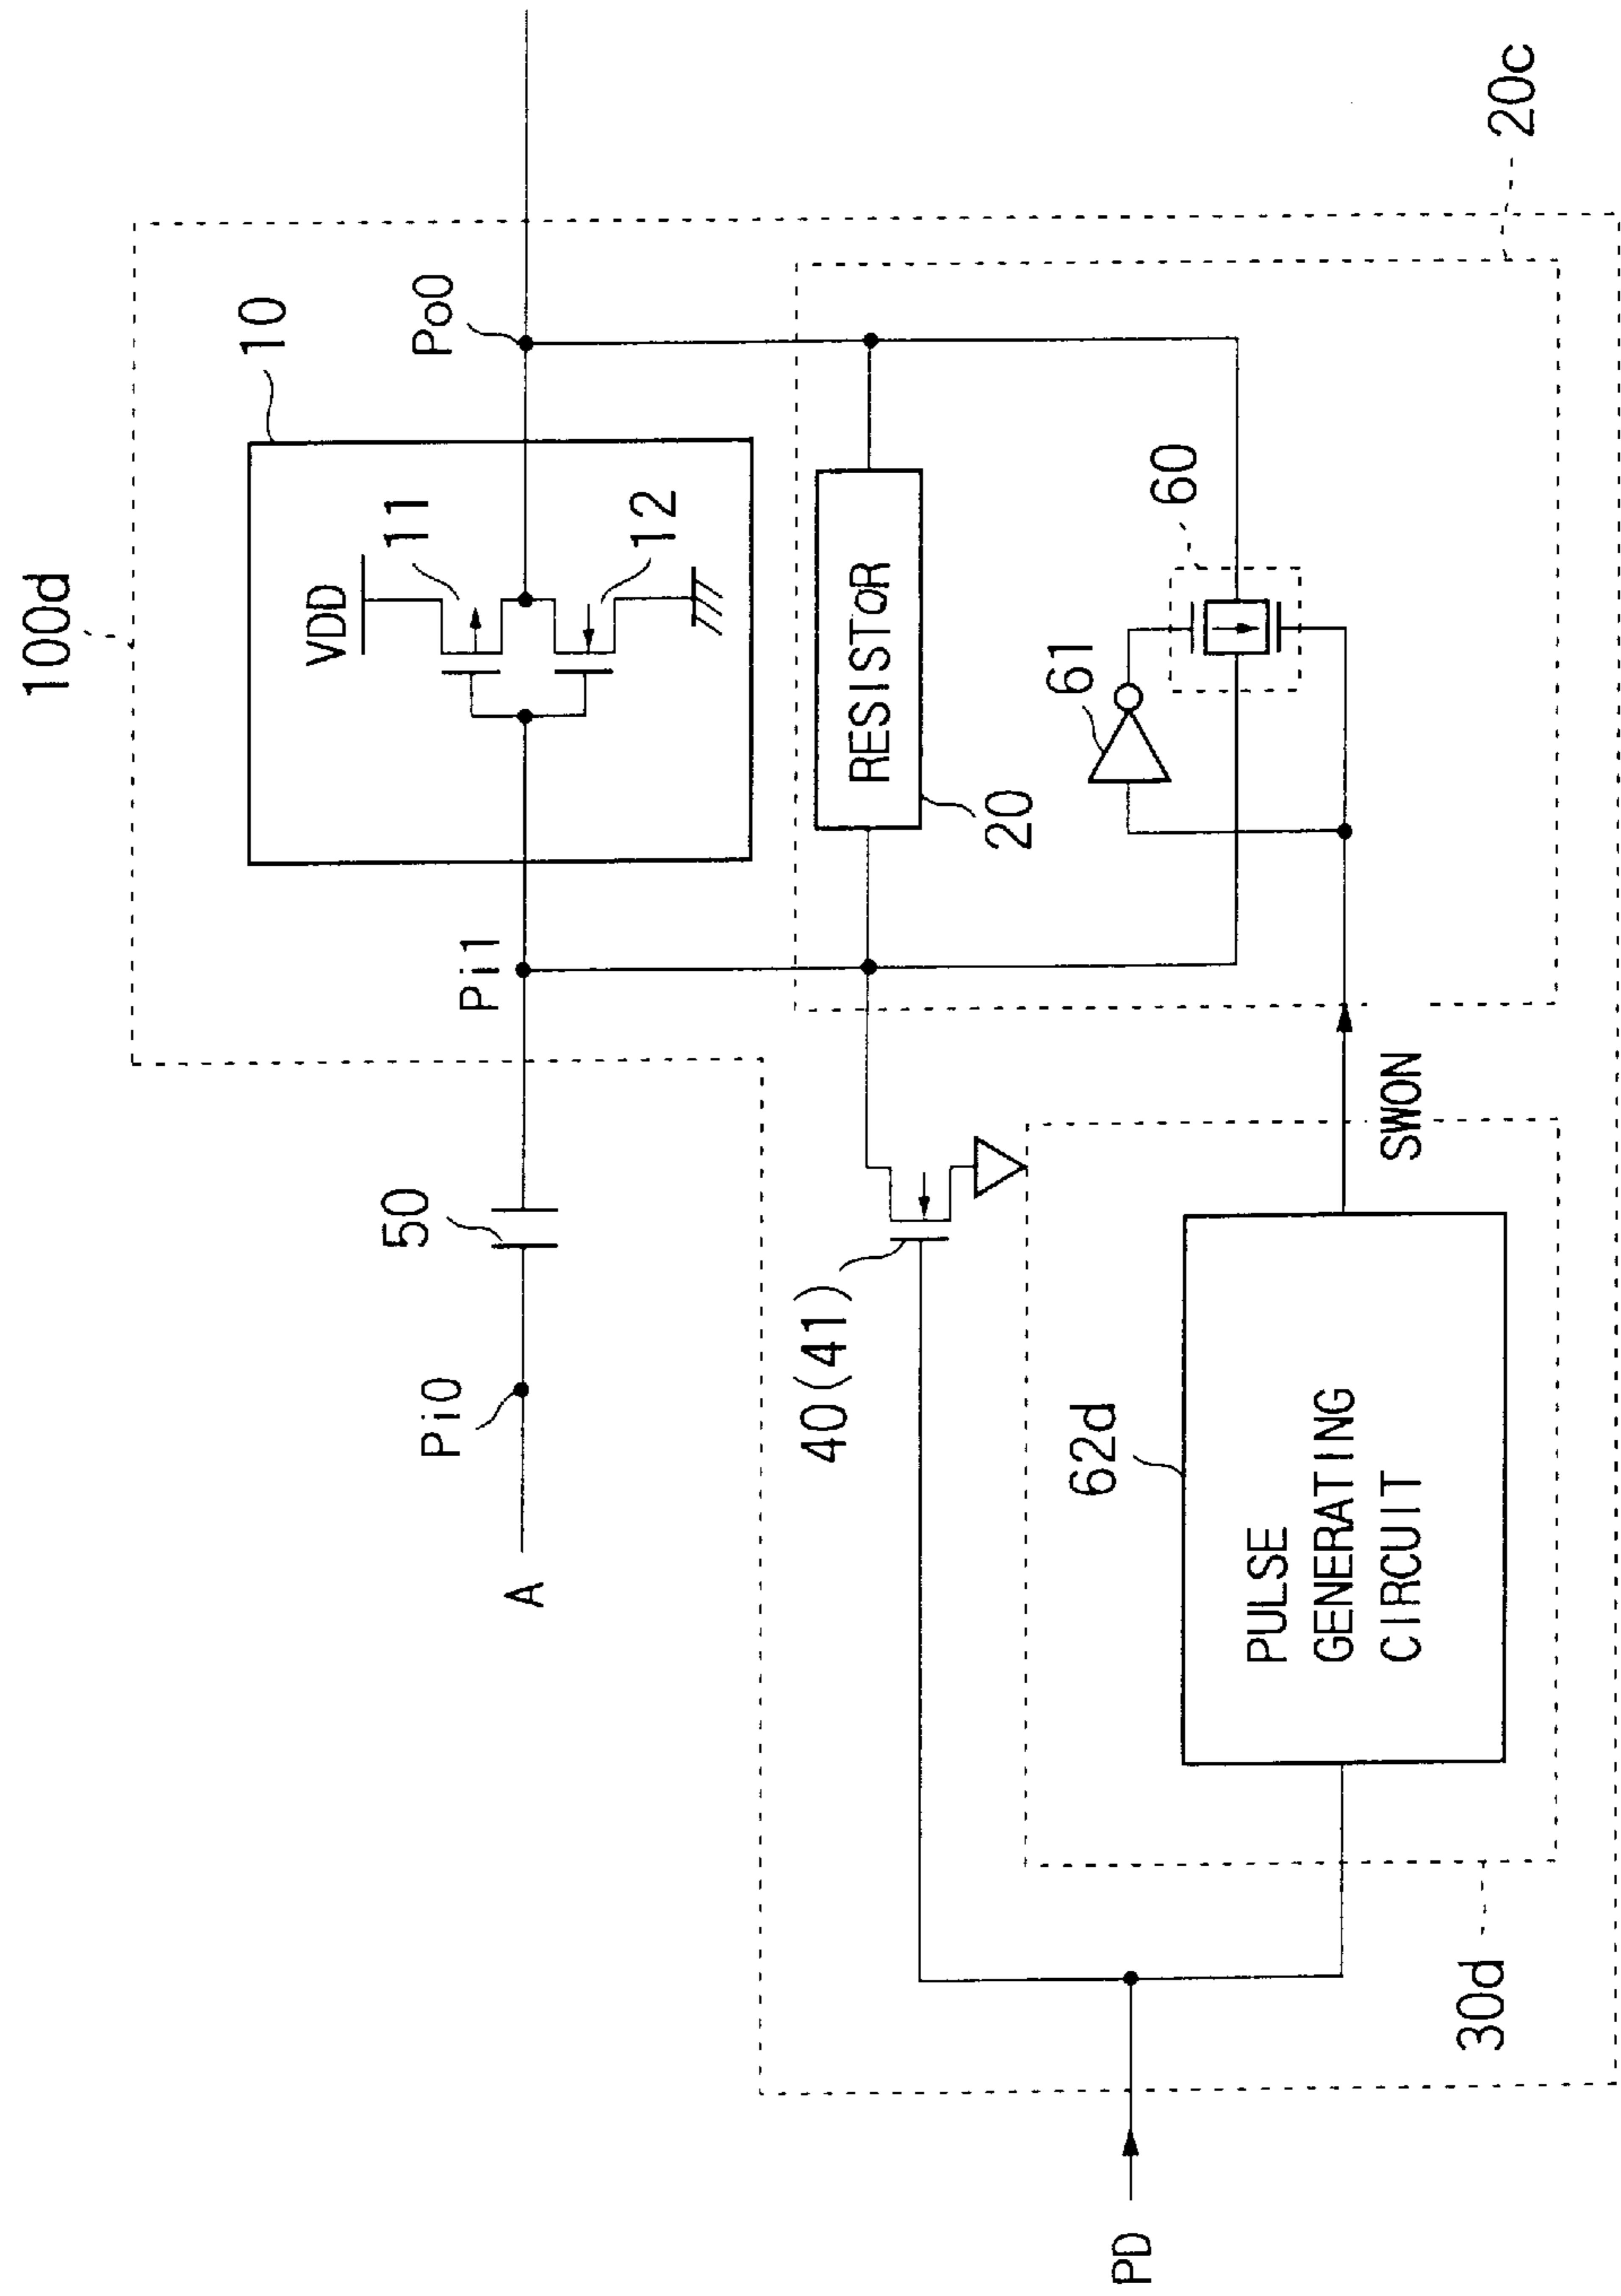 100d
10
VDD
11
12
Po0
Pi1
50
Pi0
A
RESISTOR
20
20c
60
61
40(41)
SWON
62d
PULSE
GENERATING
CIRCUIT
30d
PD